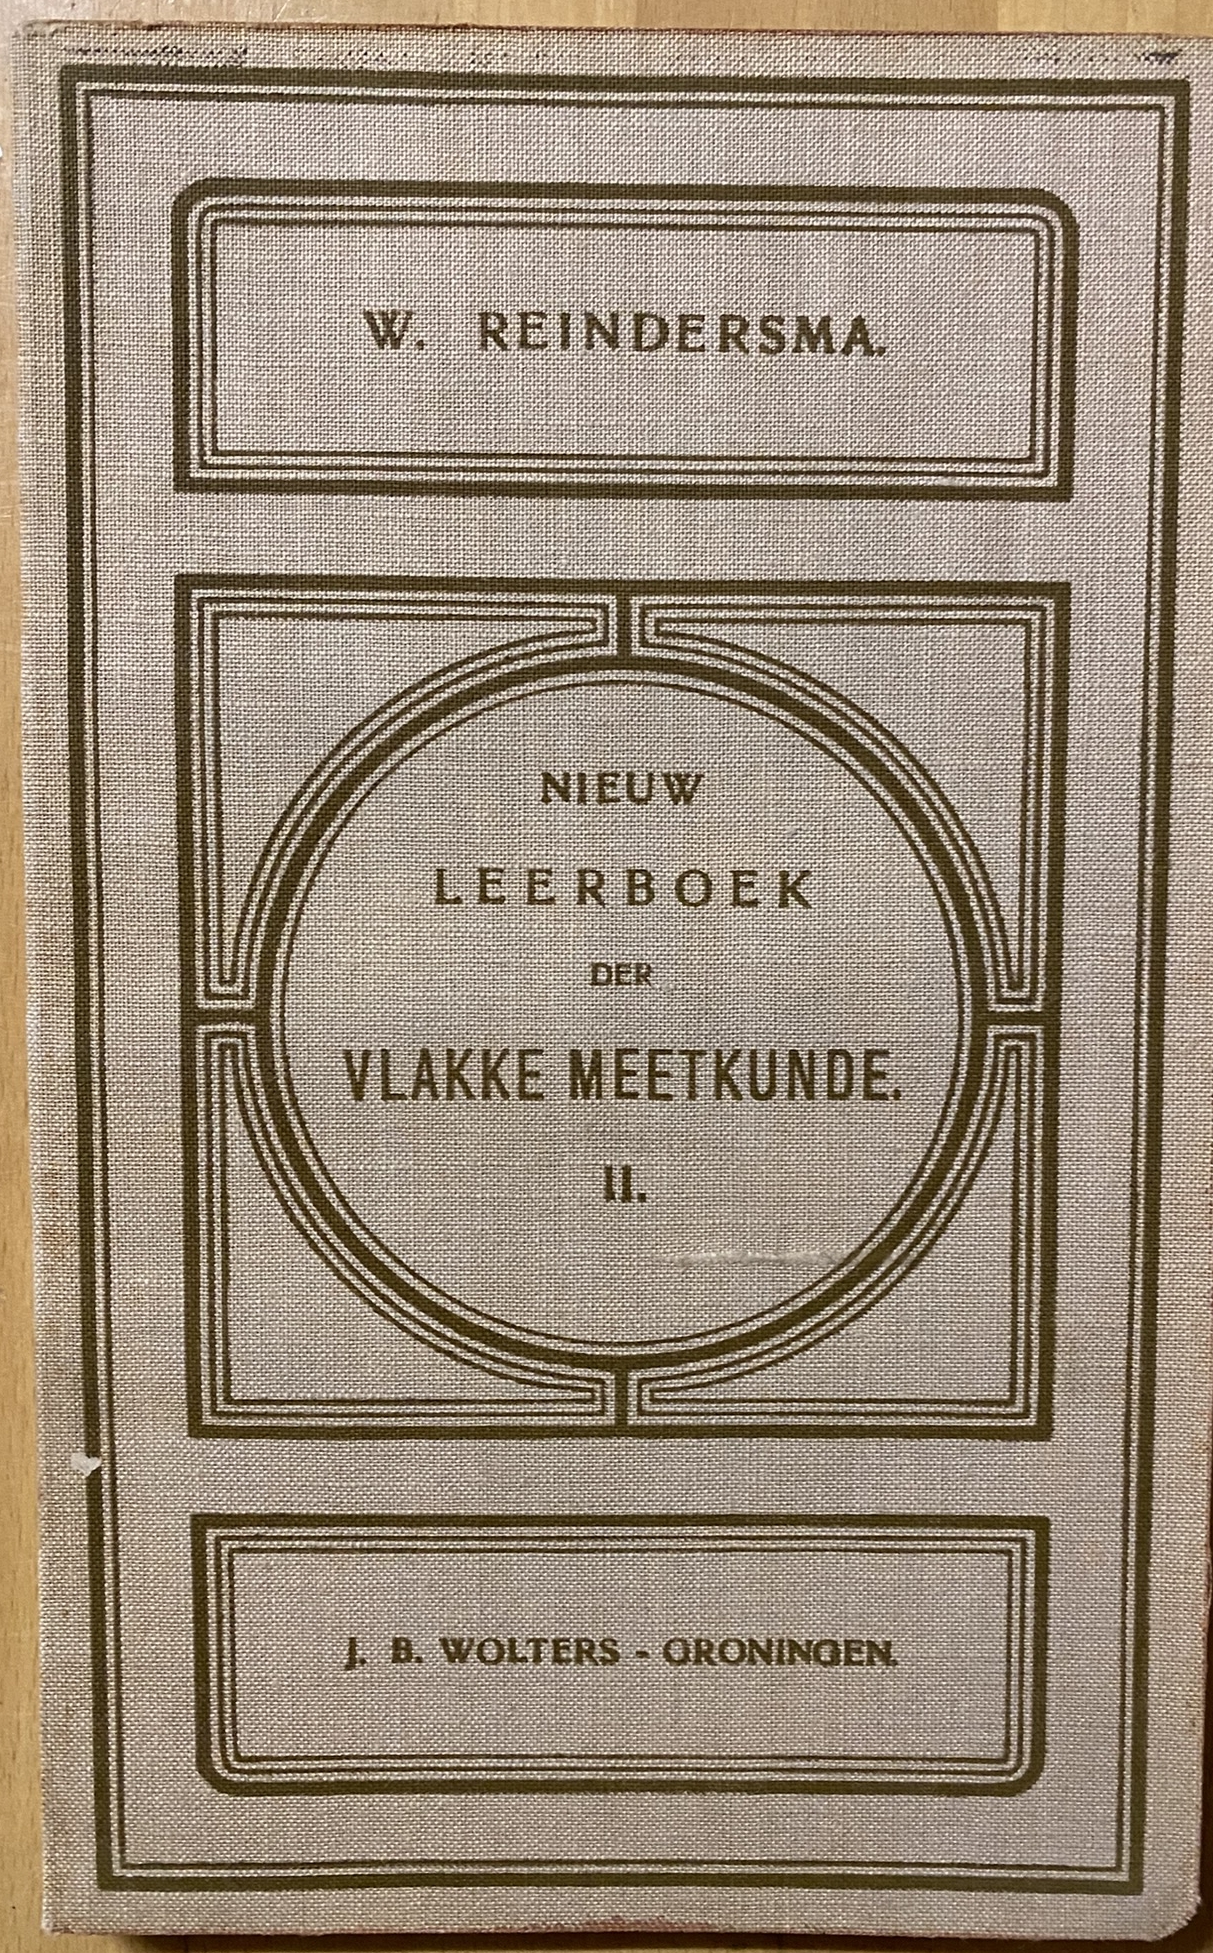 W. REINDERSMA.
NIEUW
LEERBOEK
DER
VLAKKE MEETKUNDE.
II.
J. B. WOLTERS - GRONINGEN.